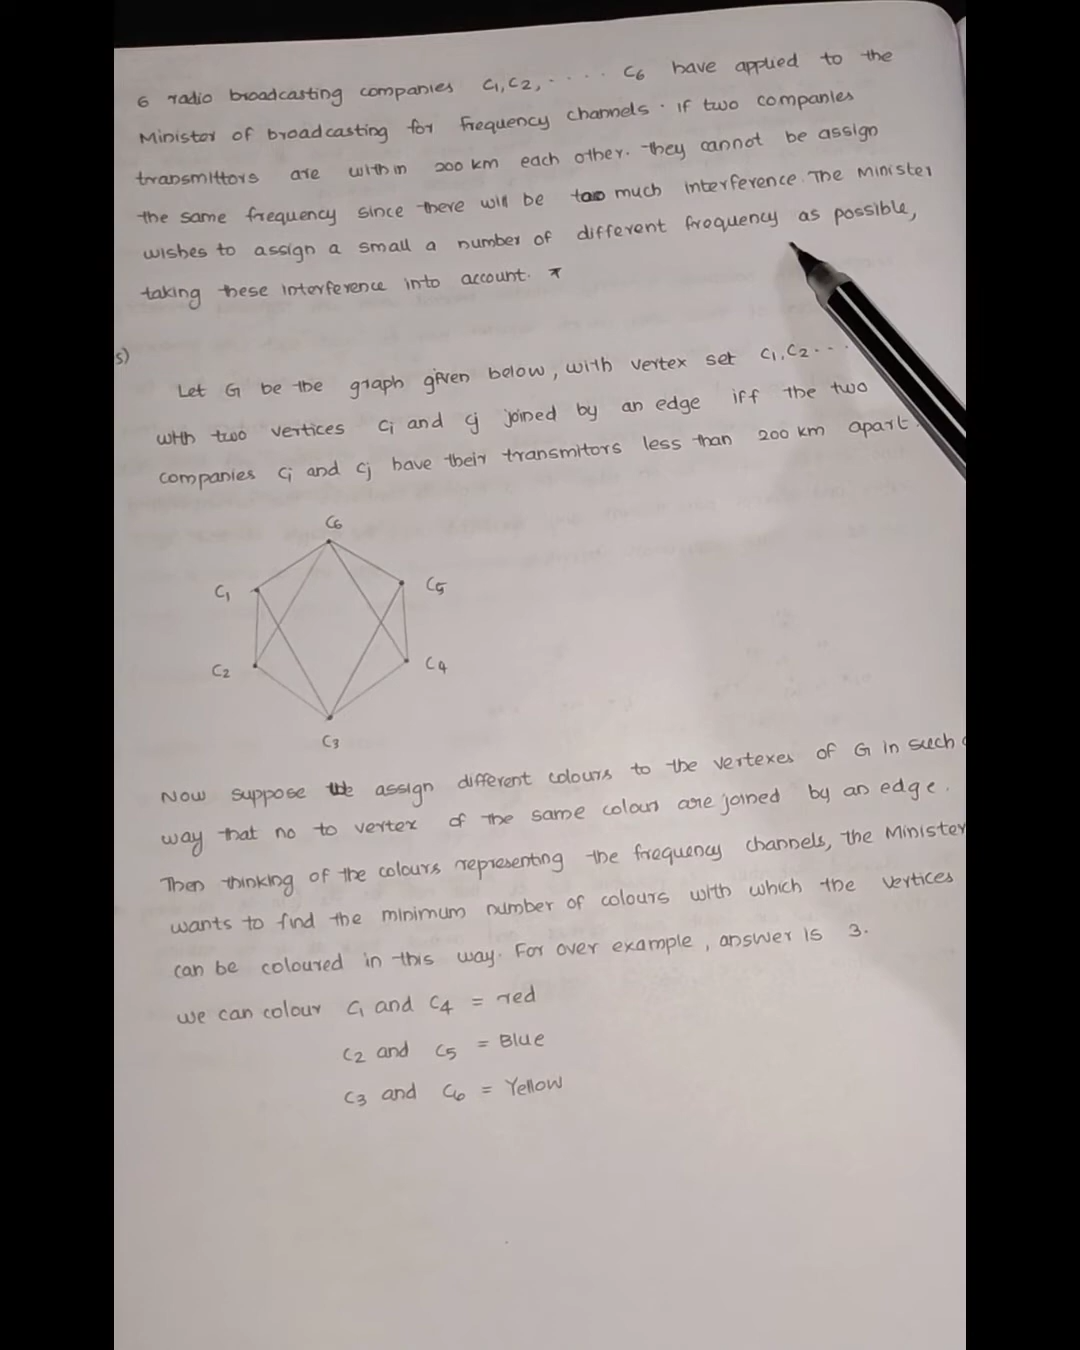 6 radio broadcasting companies C1, C2, ..... C6 have applied to the
Minister of broadcasting for frequency channels. If two companies
transmittors are within 200 km each other. They cannot be assign
the same frequency since there will be too much interference. The Minister
wishes to assign a small a number of different frequency as possible,
taking these interference into account.
s)
Let G be the graph given below, with vertex set C1, C2 ...
with two vertices Ci and Cj joined by an edge iff the two
companies Ci and Cj have their transmitors less than 200 km apart.
C6
C1
C5
C2
C4
C3
Now suppose we assign different colours to the vertexes of G in such a
way that no to vertex of the same colour are joined by an edge.
Then thinking of the colours representing the frequency channels, the Minister
wants to find the minimum number of colours with which the vertices
can be coloured in this way. For over example, answer is 3.
we can colour C1 and C4 = red
C2 and C5 = Blue
C3 and C6 = Yellow